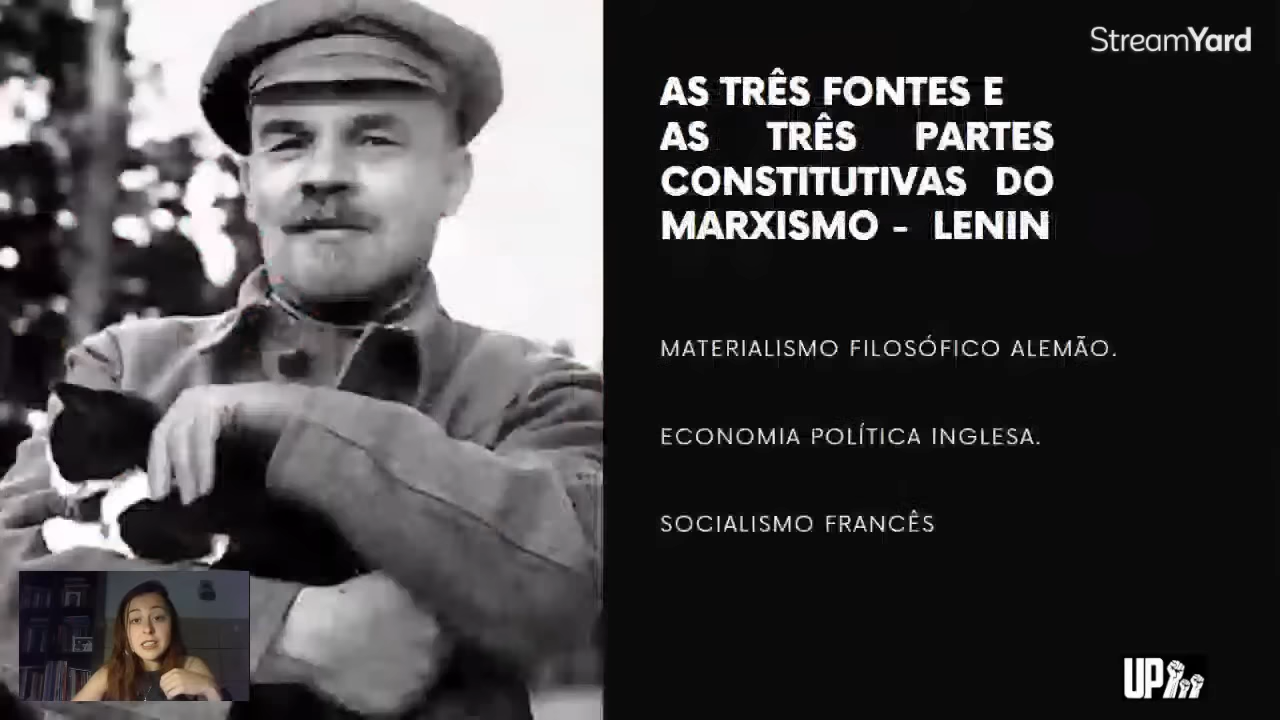 StreamYard
AS TRÊS FONTES E
AS TRÊS PARTES
CONSTITUTIVAS DO
MARXISMO - LENIN
MATERIALISMO FILOSÓFICO ALEMÃO.
ECONOMIA POLÍTICA INGLESA.
SOCIALISMO FRANCÊS
UP